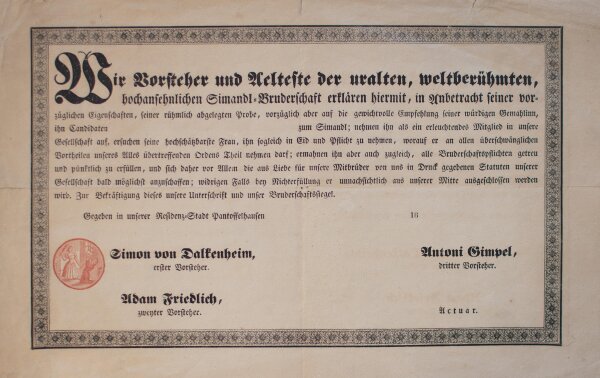 Wir Vorsteher und Aelteste der uralten, weltberühmten,
hochansehnlichen Simandl-Bruderschaft erklären hiermit, in Anbetracht seiner vor-
züglichen Eigenschaften, seiner rühmlich abgelegten Probe, vorzüglich aber auf die gewichtvolle Empfehlung seiner würdigen Gemahlinn,
ihn Candidaten zum Simandl; nehmen ihn als ein erleuchtendes Mitglied in unsere
Gesellschaft auf, ersuchen seine hochschätzbarste Frau, ihn sogleich in Eid und Pflicht zu nehmen, worauf er an allen überschwänglichen
Vortheilen unseres Alles übertreffenden Ordens Theil nehmen darf; ermahnen ihn aber auch zugleich, alle Bruderschaftspflichten getreu
und pünktlich zu erfüllen, und sich daher vor Allem die aus Liebe für unsere Mitbrüder von uns in Druck gegebenen Statuten unserer
Gesellschaft bald möglichst anzuschaffen; widrigen Falls bey Nichterfüllung er unnachsichtlich aus unserer Mitte ausgeschlossen werden
wird. Zur Bekräftigung dieses unsere Unterschrift und unser Bruderschaftssiegel.
Gegeben in unserer Residenz-Stadt Pantoffelhausen 18
Simon von Dalkenheim,
erster Vorsteher.
Antoni Gimpel,
dritter Vorsteher.
Adam Friedlich,
zweyter Vorsteher.
Actuar.